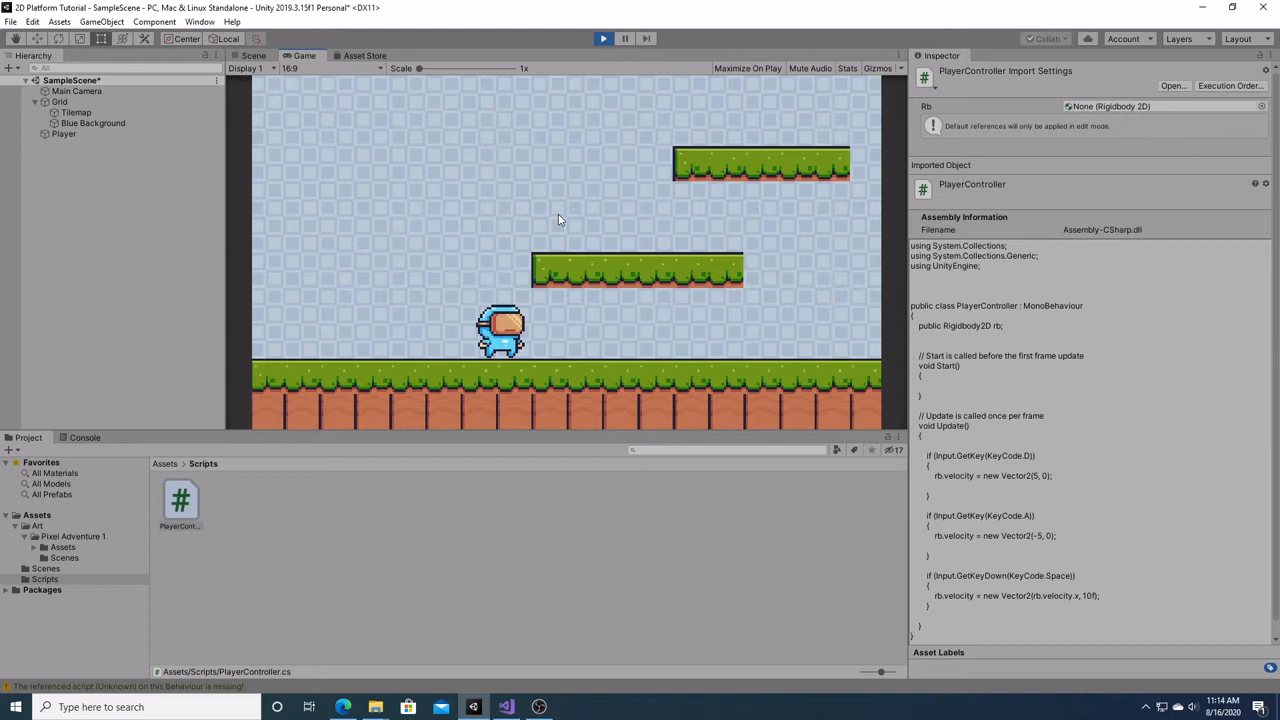 2D Platform Tutorial - SampleScene - PC, Mac & Linux Standalone - Unity 2019.3.15f1 Personal* <DX11>
File Edit Assets GameObject Component Window Help
Center Local Collab Account Layers Layout
Hierarchy
All
SampleScene*
Main Camera
Grid
Tilemap
Blue Background
Player
Scene Game Asset Store
Display 1 16:9 Scale 1x Maximize On Play Mute Audio Stats Gizmos
Inspector
PlayerController Import Settings
Open... Execution Order...
Rb None (Rigidbody 2D)
Default references will only be applied in edit mode.
Imported Object
PlayerController
Assembly Information
Filename Assembly-CSharp.dll
using System.Collections;
using System.Collections.Generic;
using UnityEngine;
public class PlayerController : MonoBehaviour
{
public Rigidbody2D rb;
// Start is called before the first frame update
void Start()
{
}
// Update is called once per frame
void Update()
{
if (Input.GetKey(KeyCode.D))
{
rb.velocity = new Vector2(5, 0);
}
if (Input.GetKey(KeyCode.A))
{
rb.velocity = new Vector2(-5, 0);
}
if (Input.GetKeyDown(KeyCode.Space))
{
rb.velocity = new Vector2(rb.velocity.x, 10f);
}
}
}
Asset Labels
Project Console
17
Favorites
All Materials
All Models
All Prefabs
Assets
Art
Pixel Adventure 1
Assets
Scenes
Scenes
Scripts
Packages
Assets Scripts
PlayerCont...
Assets/Scripts/PlayerController.cs
The referenced script (Unknown) on this Behaviour is missing!
Type here to search
11:14 AM
8/16/2020
1